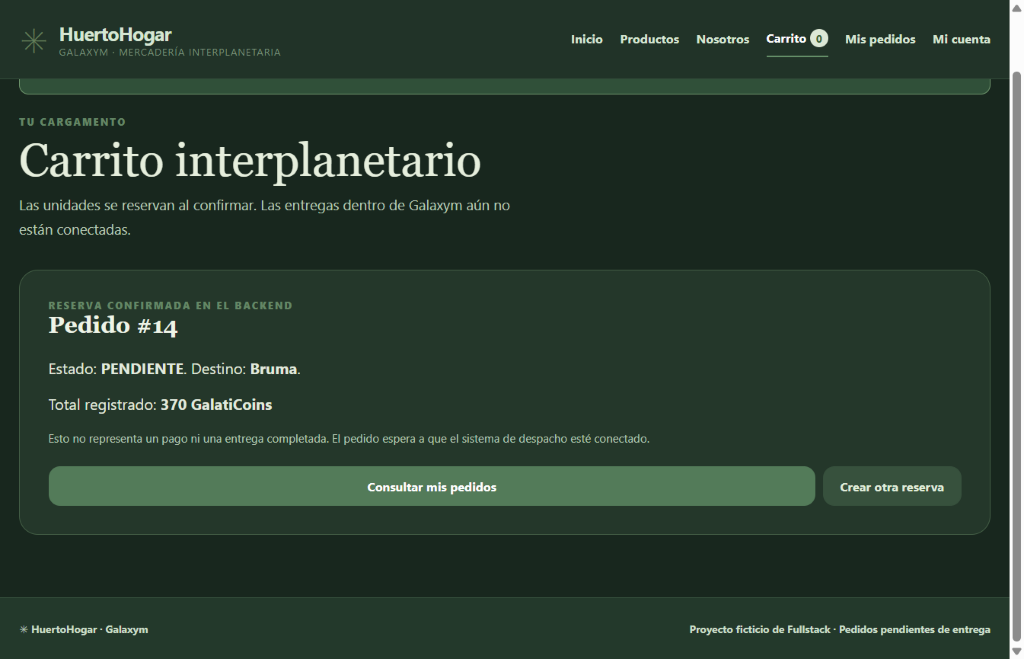 HuertoHogar
GALAXYM · MERCADERÍA INTERPLANETARIA
Inicio
Productos
Nosotros
Carrito 0
Mis pedidos
Mi cuenta
TU CARGAMENTO
Carrito interplanetario
Las unidades se reservan al confirmar. Las entregas dentro de Galaxym aún no
están conectadas.
RESERVA CONFIRMADA EN EL BACKEND
Pedido #14
Estado: PENDIENTE. Destino: Bruma.
Total registrado: 370 GalatiCoins
Esto no representa un pago ni una entrega completada. El pedido espera a que el sistema de despacho esté conectado.
Consultar mis pedidos
Crear otra reserva
✳ HuertoHogar · Galaxym
Proyecto ficticio de Fullstack · Pedidos pendientes de entrega